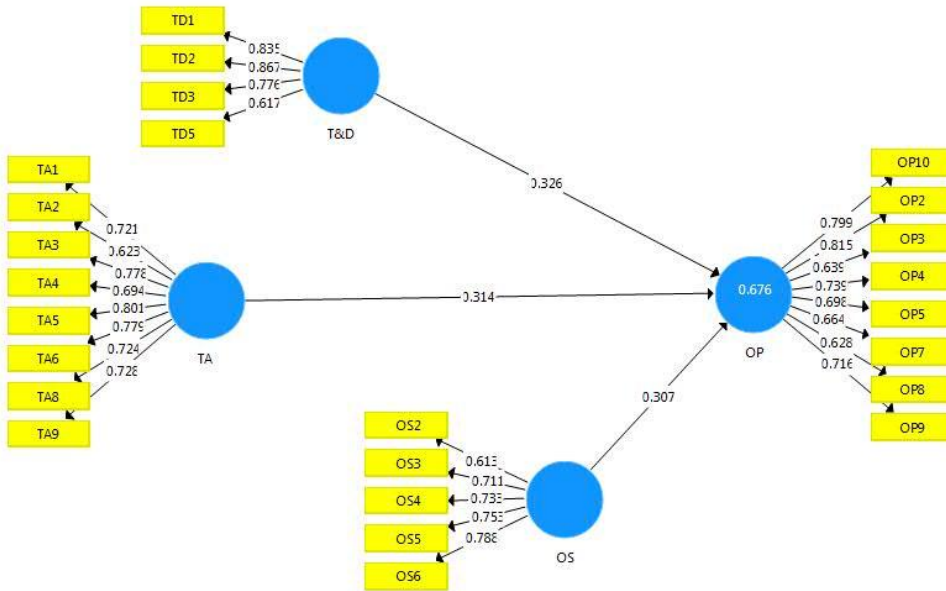 TD1
TD2
TD3
TD5
0.835
0.867
0.776
0.617
T&D
0.326
TA1
TA2
TA3
TA4
TA5
TA6
TA8
TA9
0.721
0.623
0.778
0.694
0.801
0.779
0.724
0.728
TA
0.314
OS2
OS3
OS4
OS5
OS6
0.613
0.711
0.733
0.753
0.788
OS
0.307
0.676
OP
0.799
0.815
0.639
0.739
0.698
0.664
0.628
0.716
OP10
OP2
OP3
OP4
OP5
OP7
OP8
OP9